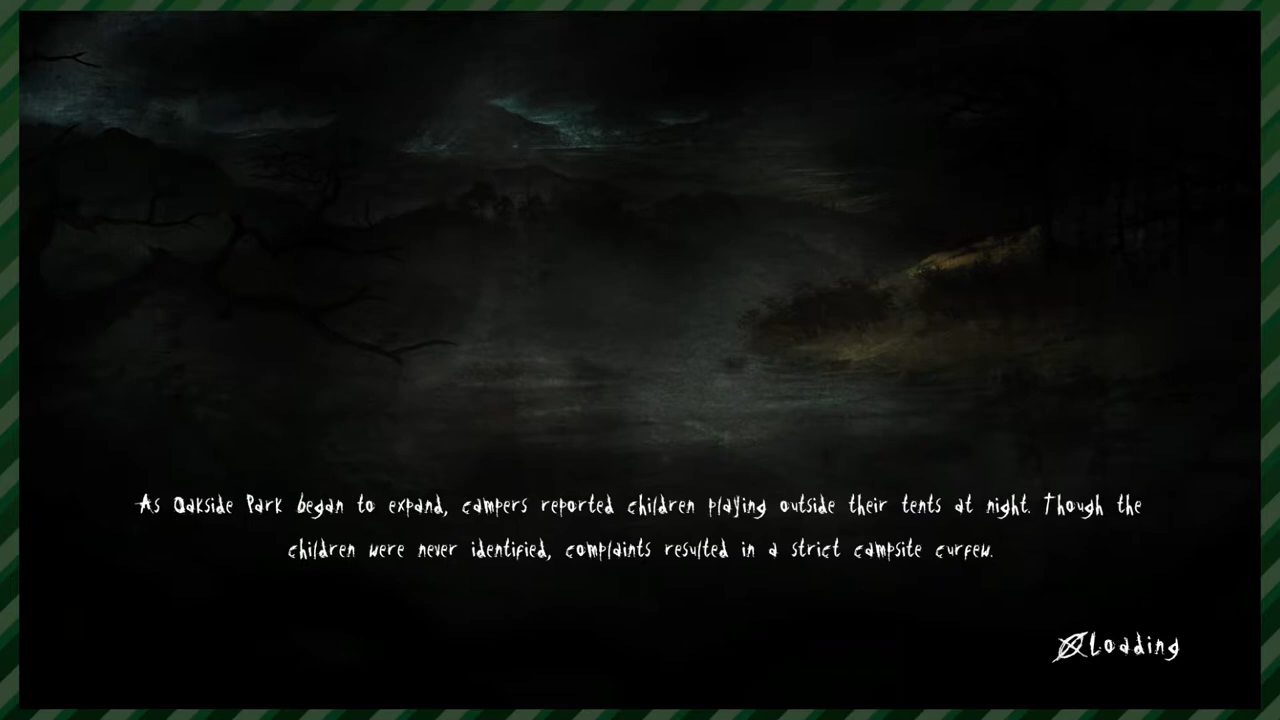 As Oakside Park began to expand, campers reported children playing outside their tents at night. Though the
children were never identified, complaints resulted in a strict campsite curfew.
Loading